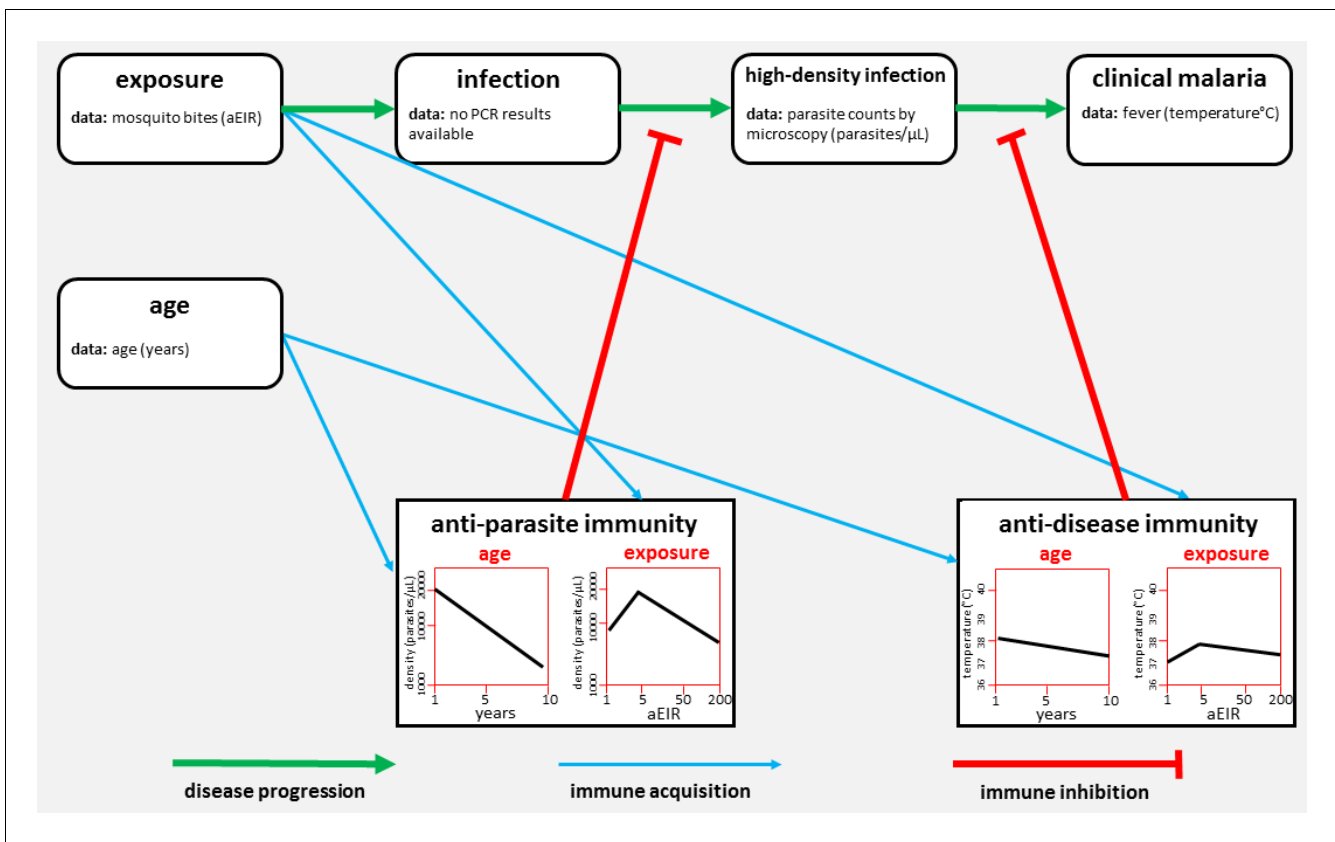 exposure
data: mosquito bites (aEIR)
infection
data: no PCR results
available
high-density infection
data: parasite counts by
microscopy (parasites/µL)
clinical malaria
data: fever (temperature°C)
age
data: age (years)
anti-parasite immunity
age
density (parasites/µL)
20000
10000
1000
1
5
10
years
exposure
20000
10000
1000
1
5
50
200
aEIR
anti-disease immunity
age
temperature (°C)
40
39
38
37
36
1
5
10
years
exposure
temperature (°C)
40
39
38
37
36
1
5
50
200
aEIR
disease progression
immune acquisition
immune inhibition